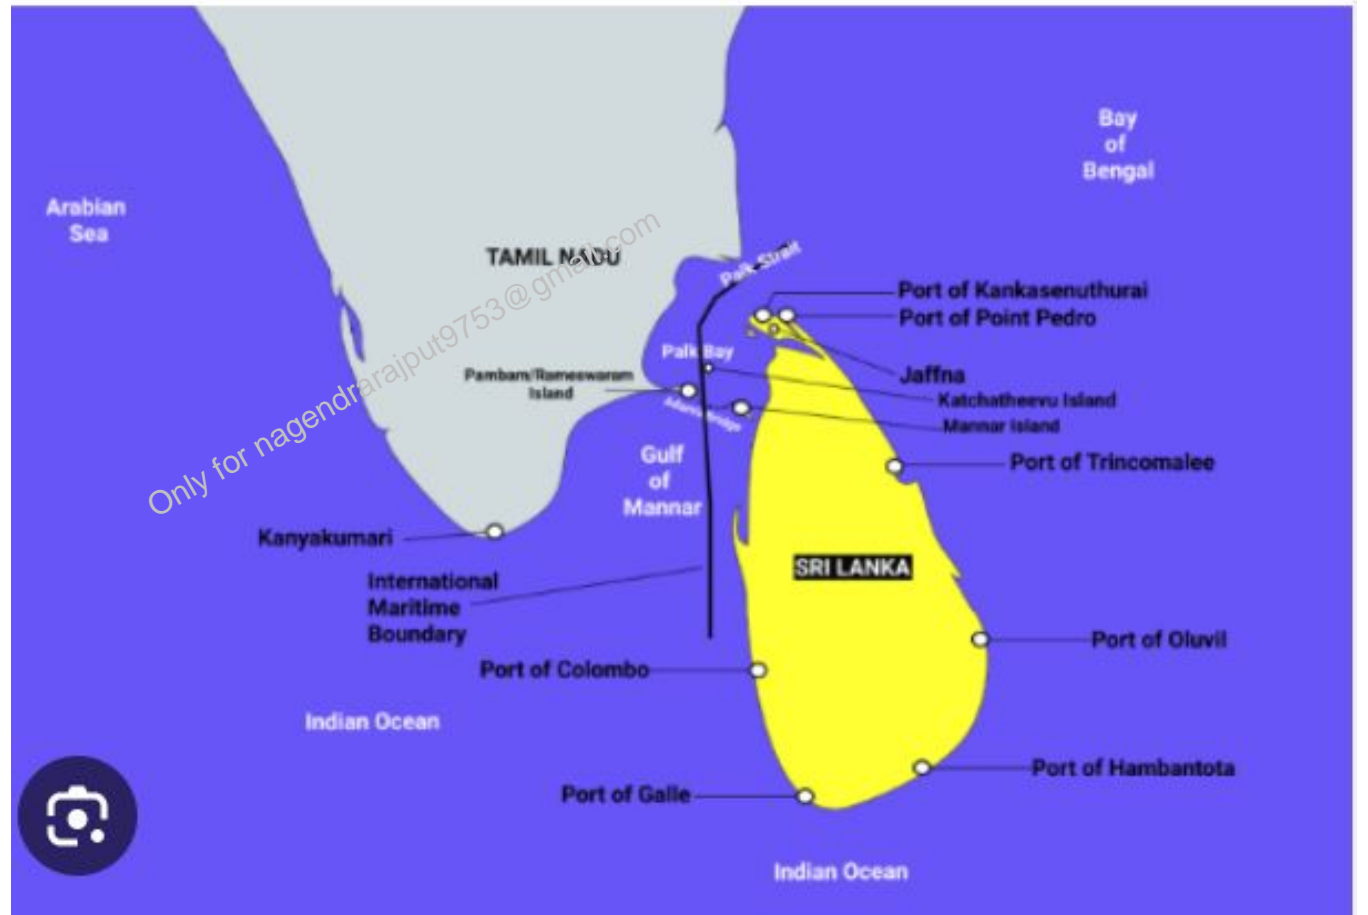 Bay
of
Bengal
Arabian
Sea
TAMIL NADU
Palk Strait
Port of Kankasenuthurai
Port of Point Pedro
Palk Bay
Jaffna
Pambam/Rameswaram
Island
Katchatheevu Island
Mannar Island
Gulf
of
Mannar
Port of Trincomalee
Only for nagendrarajput9753@gmail.com
Kanyakumari
SRI LANKA
International
Maritime
Boundary
Port of Oluvil
Port of Colombo
Indian Ocean
Port of Hambantota
Port of Galle
Indian Ocean